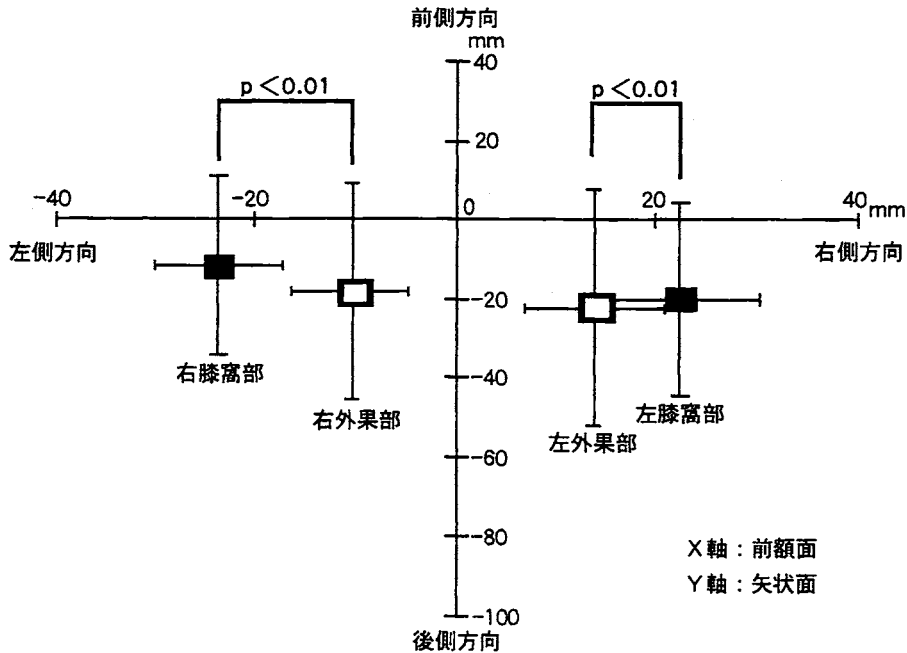 前側方向
mm
40
p＜0.01
p＜0.01
20
-40
-20
0
20
40
mm
左側方向
右側方向
-20
右膝窩部
-40
右外果部
左外果部
左膝窩部
-60
-80
X軸：前額面
Y軸：矢状面
-100
後側方向